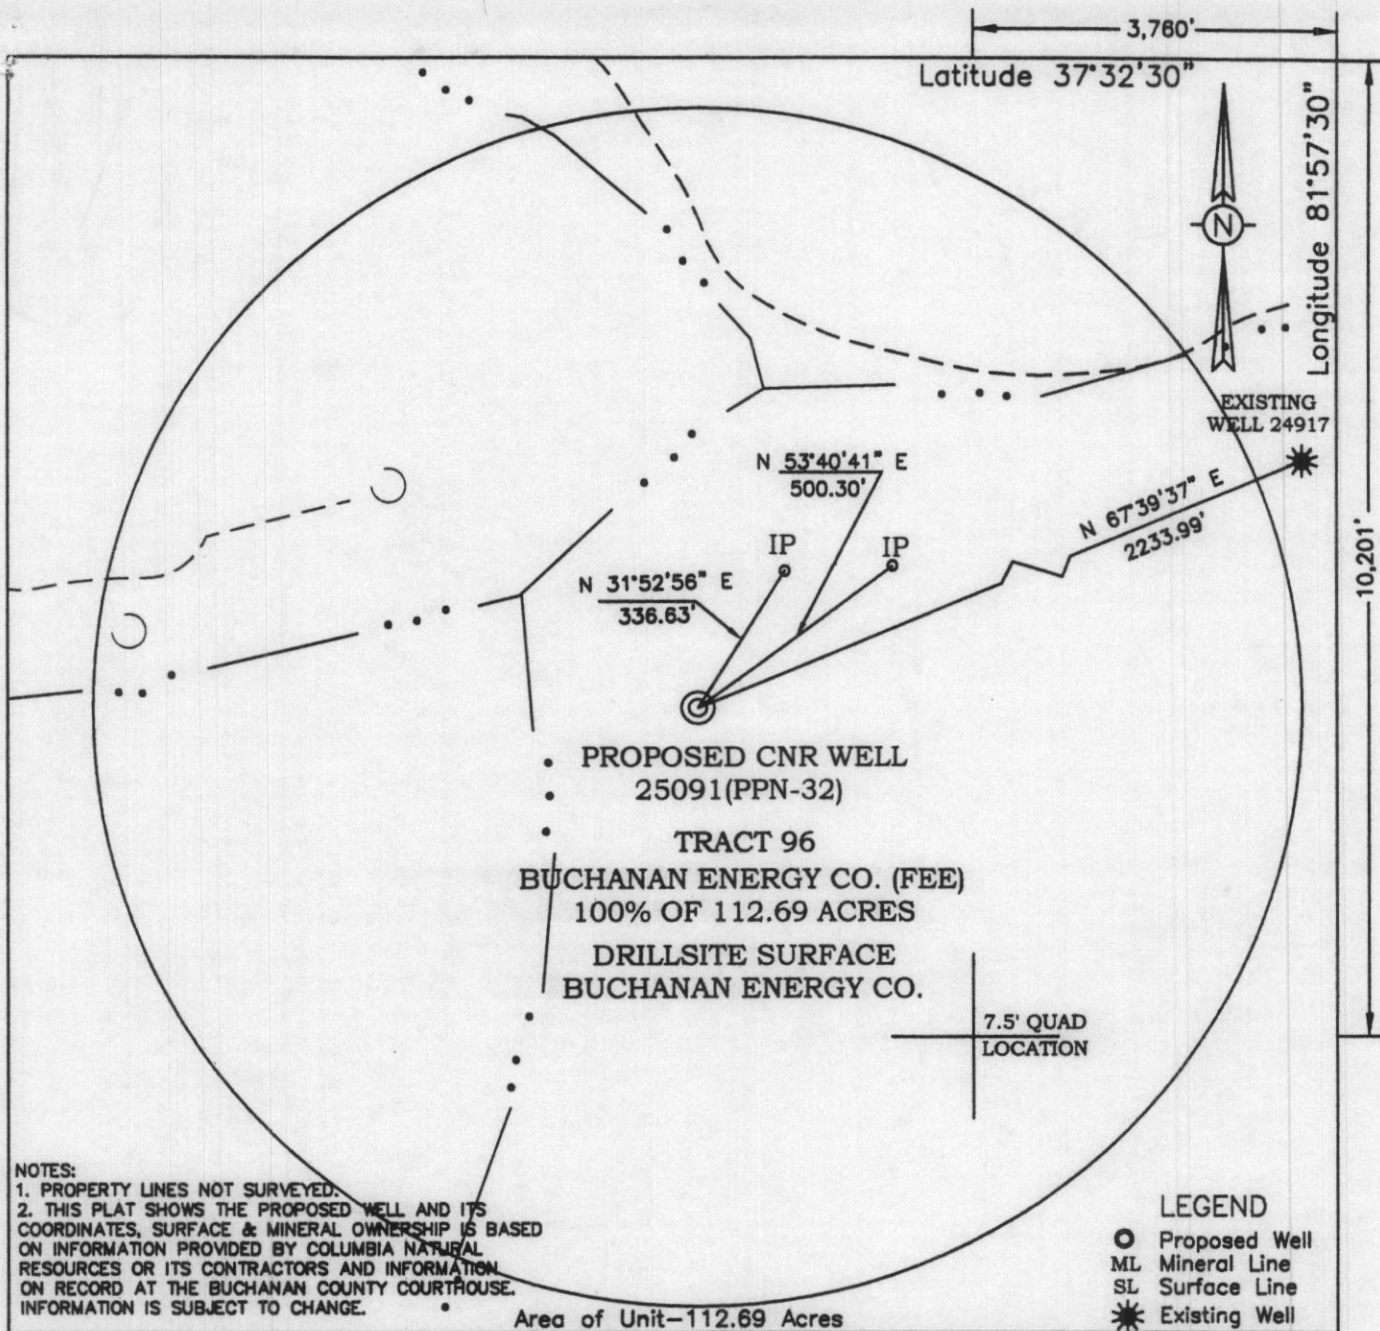 3,760'
Latitude 37°32'30"
Longitude 81°57'30"
N
10,201'
EXISTING
WELL 24917
N 53°40'41" E
500.30'
N 67°39'37" E
2233.99'
IP
IP
N 31°52'56" E
336.63'
PROPOSED CNR WELL
25091(PPN-32)
TRACT 96
BUCHANAN ENERGY CO. (FEE)
100% OF 112.69 ACRES
DRILLSITE SURFACE
BUCHANAN ENERGY CO.
7.5' QUAD
LOCATION
NOTES:
1. PROPERTY LINES NOT SURVEYED.
2. THIS PLAT SHOWS THE PROPOSED WELL AND ITS
COORDINATES, SURFACE & MINERAL OWNERSHIP IS BASED
ON INFORMATION PROVIDED BY COLUMBIA NATURAL
RESOURCES OR ITS CONTRACTORS AND INFORMATION
ON RECORD AT THE BUCHANAN COUNTY COURTHOUSE.
INFORMATION IS SUBJECT TO CHANGE.
Area of Unit-112.69 Acres
LEGEND
Proposed Well
ML Mineral Line
SL Surface Line
Existing Well